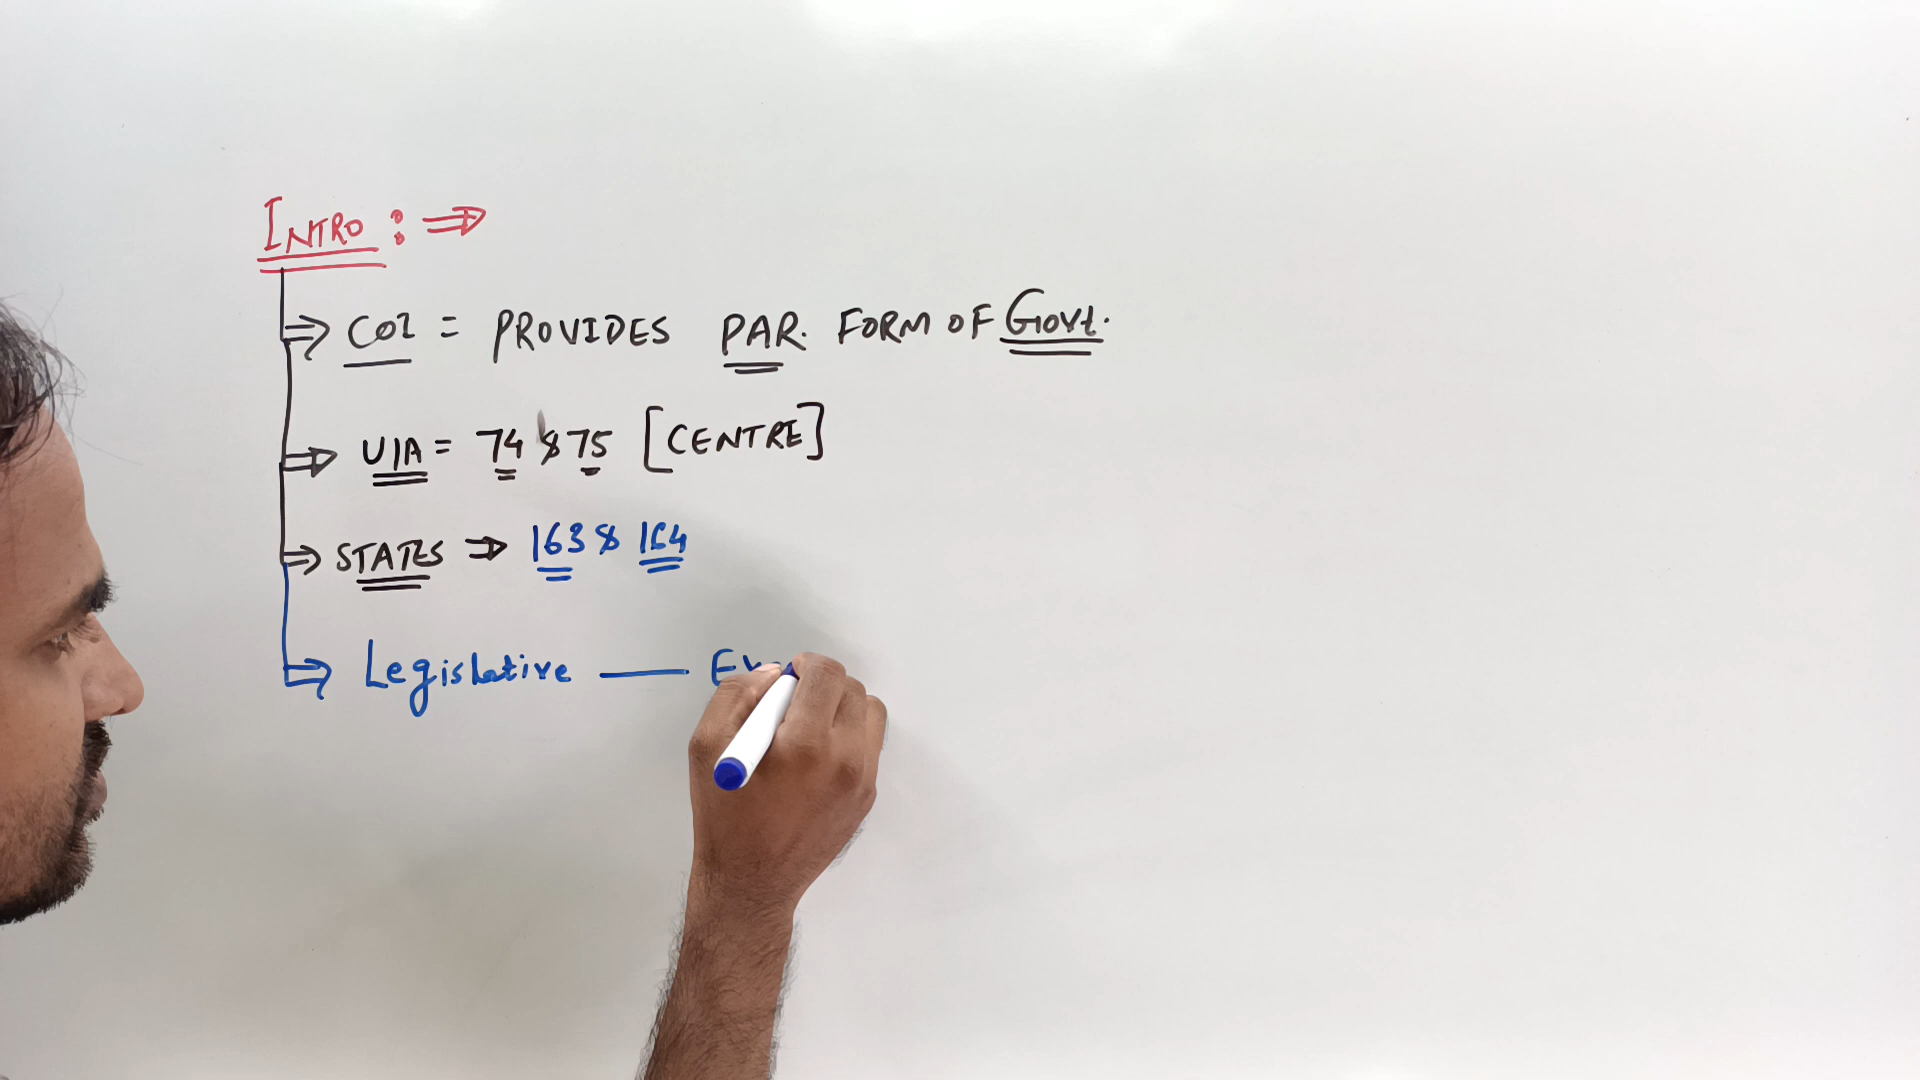 INTRO : ⇒
⇒ COI = PROVIDES PAR. FORM OF Govt.
⇒ U/A = 74 & 75 [CENTRE]
⇒ STATES ⇒ 163 & 164
⇒ Legislative —